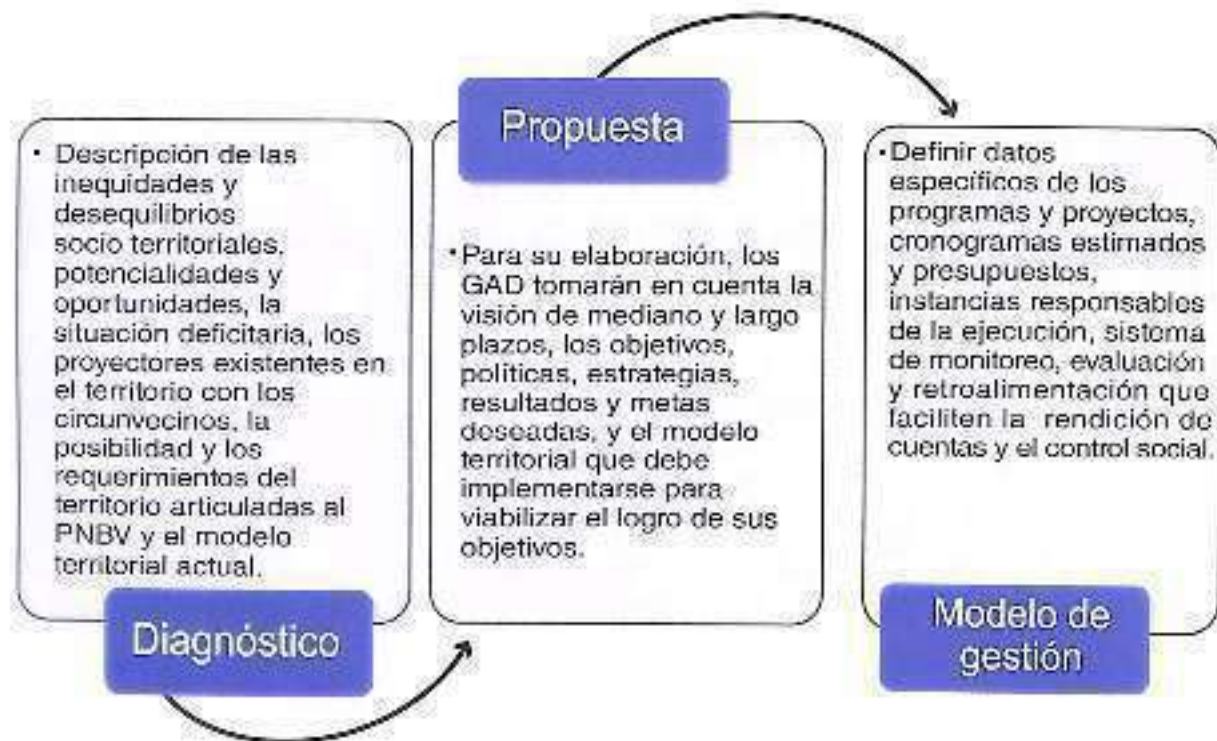 • Descripción de las
inequidades y
desequilibrios
socio territoriales,
potencialidades y
oportunidades, la
situación deficitaria, los
proyectores existentes en
el territorio con los
circunvecinos, la
posibilidad y los
requerimientos del
territorio articuladas al
PNBV y el modelo
territorial actual.
Diagnóstico
Propuesta
• Para su elaboración, los
GAD tomarán en cuenta la
visión de mediano y largo
plazos, los objetivos,
políticas, estrategias,
resultados y metas
deseadas, y el modelo
territorial que debe
implementarse para
viabilizar el logro de sus
objetivos.
• Definir datos
específicos de los
programas y proyectos,
cronogramas estimados
y presupuestos,
instancias responsables
de la ejecución, sistema
de monitoreo, evaluación
y retroalimentación que
faciliten la rendición de
cuentas y el control social.
Modelo de
gestión